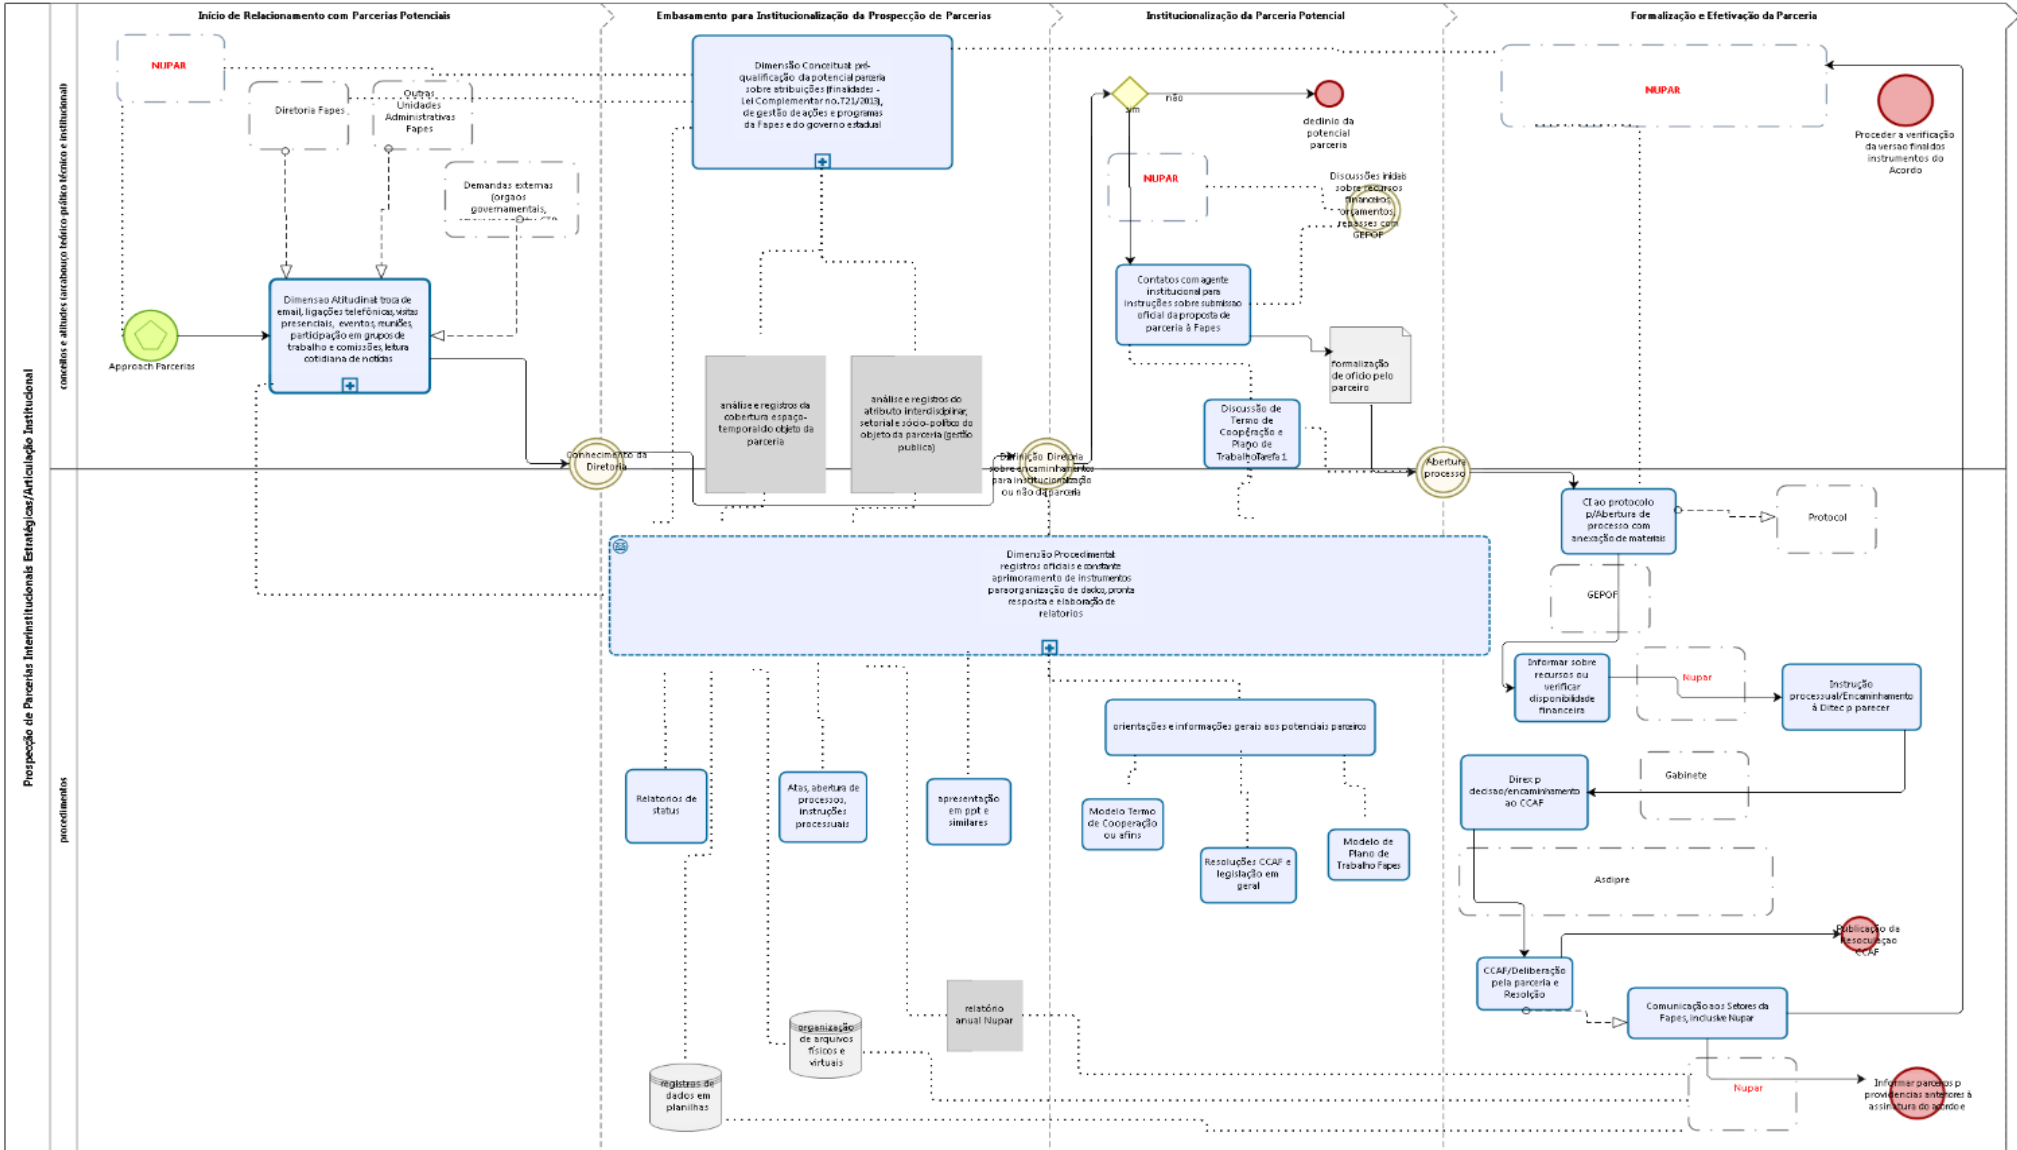 Início de Relacionamento com Parcerias Potenciais
Embasamento para Institucionalização da Prospecção de Parcerias
Institucionalização da Parceria Potencial
Formalização e Efetivação da Parceria
Prospecção de Parcerias Interinstitucionais Estratégicas/Articulação Institucional
conceitos e atitudes (arcabouço teórico-prático técnico e institucional)
procedimentos
NUPAR
Diretoria Fapes
Outras
Unidades
Administrativas
Fapes
Demandas externas
(orgãos
governamentais,
Approach Parcerias
Dimensao Atitudinal: troca de
email, ligações telefônicas, visitas
presenciais, eventos, reuniões,
participação em grupos de
trabalho e comissões, leitura
cotidiana de notícias
Conhecimento da
Diretoria
Dimensão Conceitual: pré-
qualificação da potencial parceria
sobre atribuições (finalidades -
Lei Complementar no.721/2013),
de gestão de ações e programas
da Fapes e do governo estadual
análise e registros da
cobertura espaço-
temporal do objeto da
parceria
análise e registros do
atributo interdisciplinar,
setorial e sócio-político do
objeto da parceria (gestão
publica)
Definição Diretoria
sobre encaminhamentos
para institucionalização
ou não da parceria
sim
não
declinio da
potencial
parceria
NUPAR
Discussões iniciais
sobre recursos
financeiros,
orçamentos,
repasses com
GEPOF
Contatos com agente
institucional para
instruções sobre submissao
oficial da proposta de
parceria à Fapes
formalização
de oficio pelo
parceiro
Discussão de
Termo de
Cooperação e
Plano de
TrabalhoTarefa 1
Abertura
processo
NUPAR
Proceder a verificação
da versao final dos
instrumentos do
Acordo
CI ao protocolo
p/Abertura de
processo com
anexação de materiais
Protocol
GEPOF
Dimensão Procedimental:
registros oficiais e constante
aprimoramento de instrumentos
para organização de dados, pronta
resposta e elaboração de
relatorios
Informar sobre
recursos ou
verificar
disponibilidade
financeira
Nupar
Instrução
processual/Encaminhamento
à Ditec p parecer
orientações e informações gerais aos potenciais parceiros
Relatorios de
status
Atas, abertura de
processos,
instruções
processuais
apresentação
em ppt e
similares
Modelo Termo
de Cooperação
ou afins
Resoluções CCAF e
legislação em
geral
Modelo de
Plano de
Trabalho Fapes
Direx p
decisao/encaminhamento
ao CCAF
Gabinete
Asdipre
Publicação da
Resoculaçao
CCAF
CCAF/Deliberação
pela parceria e
Resolção
Comunicação aos Setores da
Fapes, inclusive Nupar
relatório
anual Nupar
organização
de arquivos
físicos e
virtuais
registros de
dados em
planilhas
Nupar
Informar parceiros p
providencias anteriores à
assinatura do acordo e